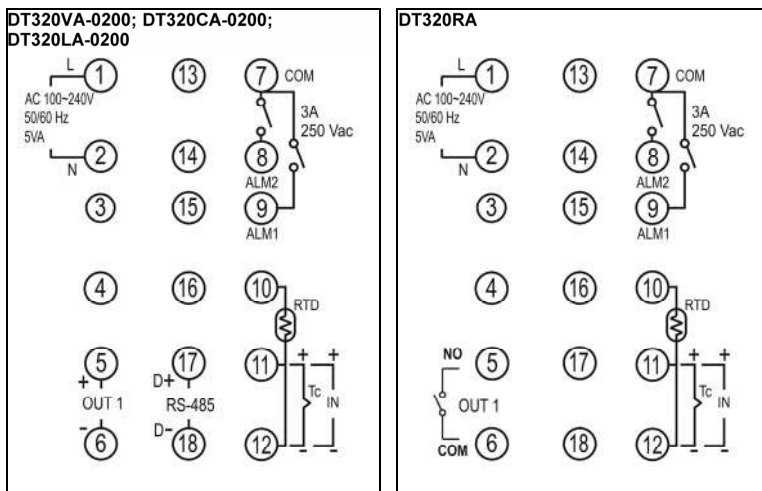 DT320VA-0200; DT320CA-0200;
DT320LA-0200
L 1 13 7 COM
AC 100~240V
50/60 Hz
5VA
3A
250 Vac
2 14 8
N
ALM2
3 15 9
ALM1
4 16 10
RTD
5 17 11 + +
+ D+
OUT 1 RS-485 Tc IN
- D-
6 18 12 - -
DT320RA
L 1 13 7 COM
AC 100~240V
50/60 Hz
5VA
3A
250 Vac
2 14 8
N
ALM2
3 15 9
ALM1
4 16 10
RTD
NO 5 17 11 + +
OUT 1 Tc IN
COM 6 18 12 - -